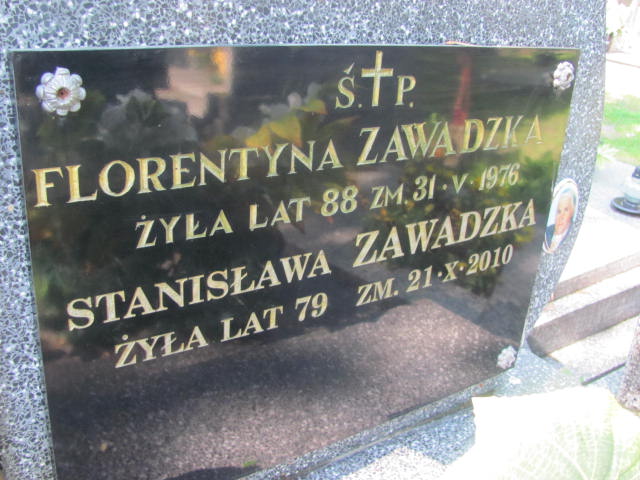 Ś. P.
FLORENTYNA ZAWADZKA
ŻYŁA LAT 88 ZM. 31·V·1976
STANISŁAWA ZAWADZKA
ŻYŁA LAT 79 ZM. 21·X·2010